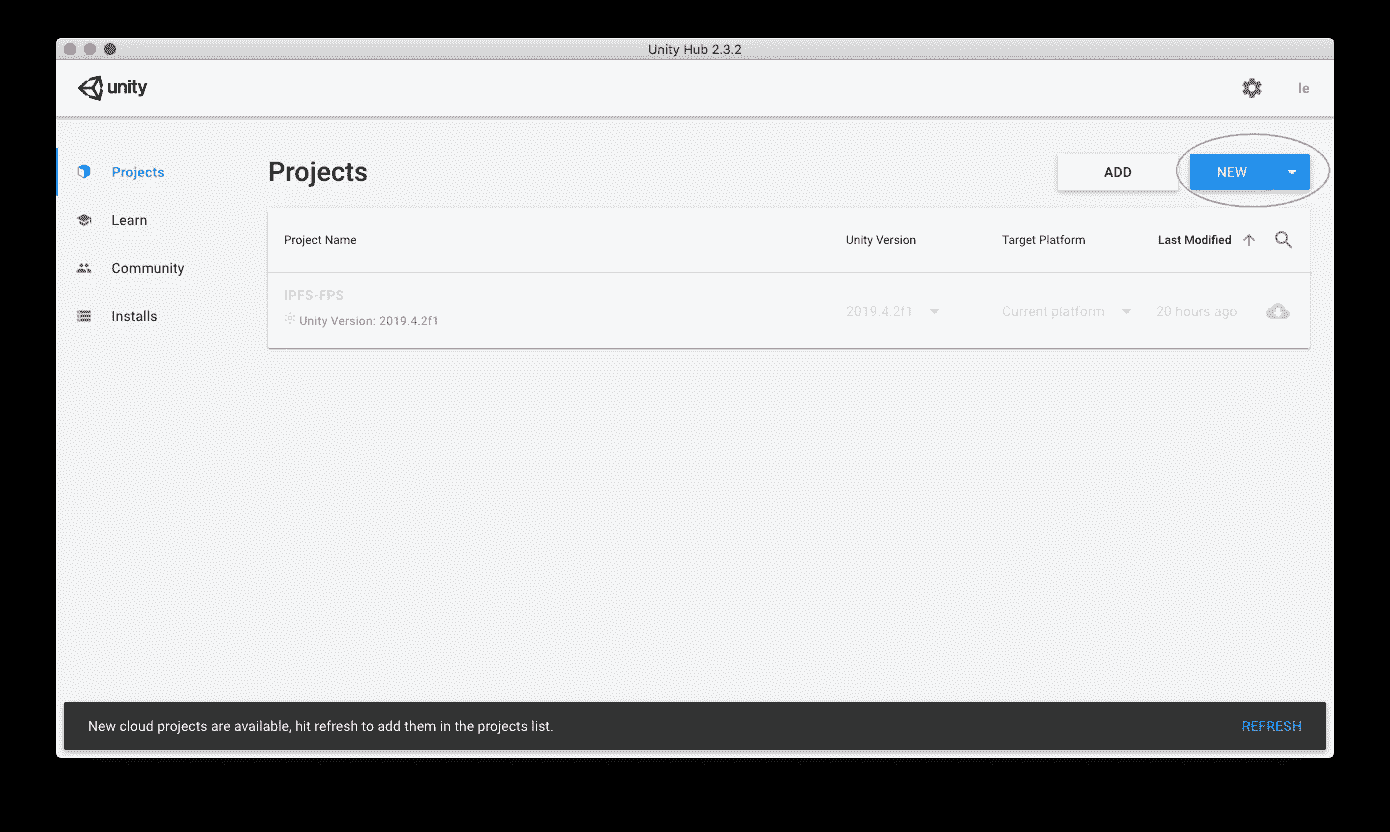 Unity Hub 2.3.2
unity
le
Projects
Learn
Community
Installs
Projects
ADD
NEW
Project Name
Unity Version
Target Platform
Last Modified
IPFS-FPS
Unity Version: 2019.4.2f1
2019.4.2f1
Current platform
20 hours ago
New cloud projects are available, hit refresh to add them in the projects list.
REFRESH